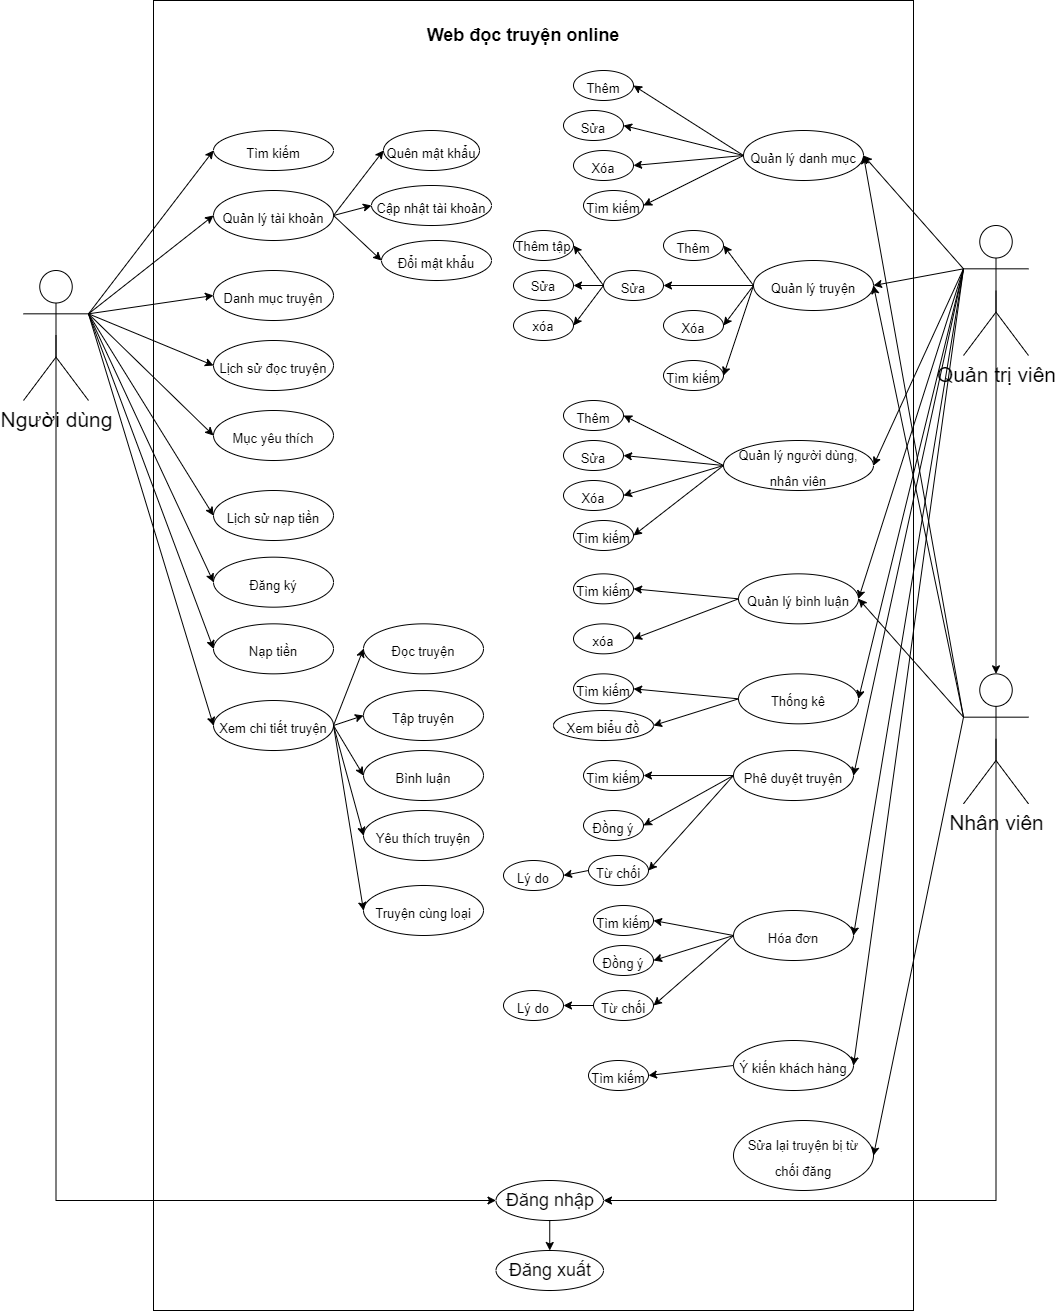 Web đọc truyện online
Tìm kiếm
Quản lý tài khoản
Quên mật khẩu
Cập nhật tài khoản
Đổi mật khẩu
Danh mục truyện
Lịch sử đọc truyện
Mục yêu thích
Lịch sử nạp tiền
Đăng ký
Nạp tiền
Xem chi tiết truyện
Đọc truyện
Tập truyện
Bình luận
Yêu thích truyện
Truyện cùng loại
Người dùng
Thêm
Sửa
Xóa
Tìm kiếm
Quản lý danh mục
Thêm tập
Sửa
xóa
Sửa
Thêm
Xóa
Tìm kiếm
Quản lý truyện
Thêm
Sửa
Xóa
Tìm kiếm
Quản lý người dùng,
nhân viên
Tìm kiếm
xóa
Quản lý bình luận
Tìm kiếm
Xem biểu đồ
Thống kê
Tìm kiếm
Đồng ý
Từ chối
Lý do
Phê duyệt truyện
Tìm kiếm
Đồng ý
Từ chối
Lý do
Hóa đơn
Tìm kiếm
Ý kiến khách hàng
Sửa lại truyện bị từ
chối đăng
Quản trị viên
Nhân viên
Đăng nhập
Đăng xuất